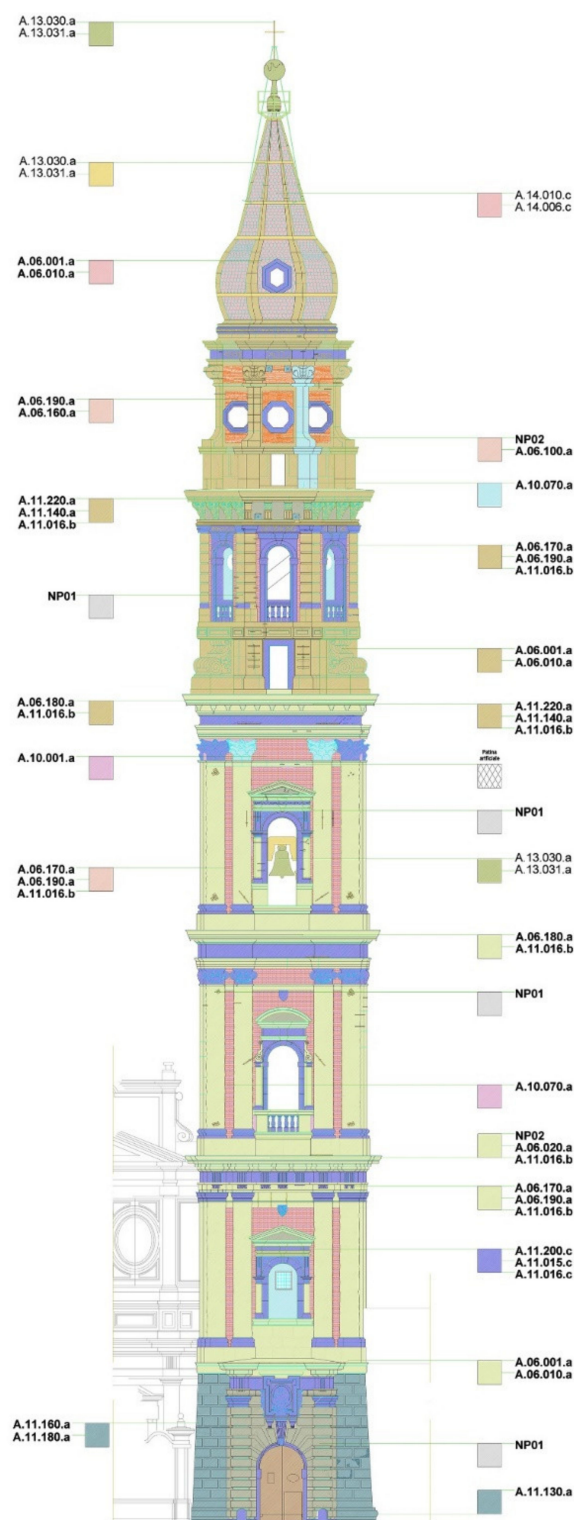 A.13.030.a
A.13.031.a
A.13.030.a
A.13.031.a
A.14.010.c
A.14.006.c
A.06.001.a
A.06.010.a
A.06.190.a
A.06.160.a
NP02
A.06.100.a
A.10.070.a
A.11.220.a
A.11.140.a
A.11.016.b
A.06.170.a
A.06.190.a
A.11.016.b
NP01
A.06.001.a
A.06.010.a
A.06.180.a
A.11.016.b
A.11.220.a
A.11.140.a
A.11.016.b
A.10.001.a
Patina
artificiale
NP01
A.13.030.a
A.13.031.a
A.06.170.a
A.06.190.a
A.11.016.b
A.06.180.a
A.11.016.b
NP01
A.10.070.a
NP02
A.06.020.a
A.11.016.b
A.06.170.a
A.06.190.a
A.11.016.b
A.11.200.c
A.11.015.c
A.11.016.c
A.06.001.a
A.06.010.a
A.11.160.a
A.11.180.a
NP01
A.11.130.a